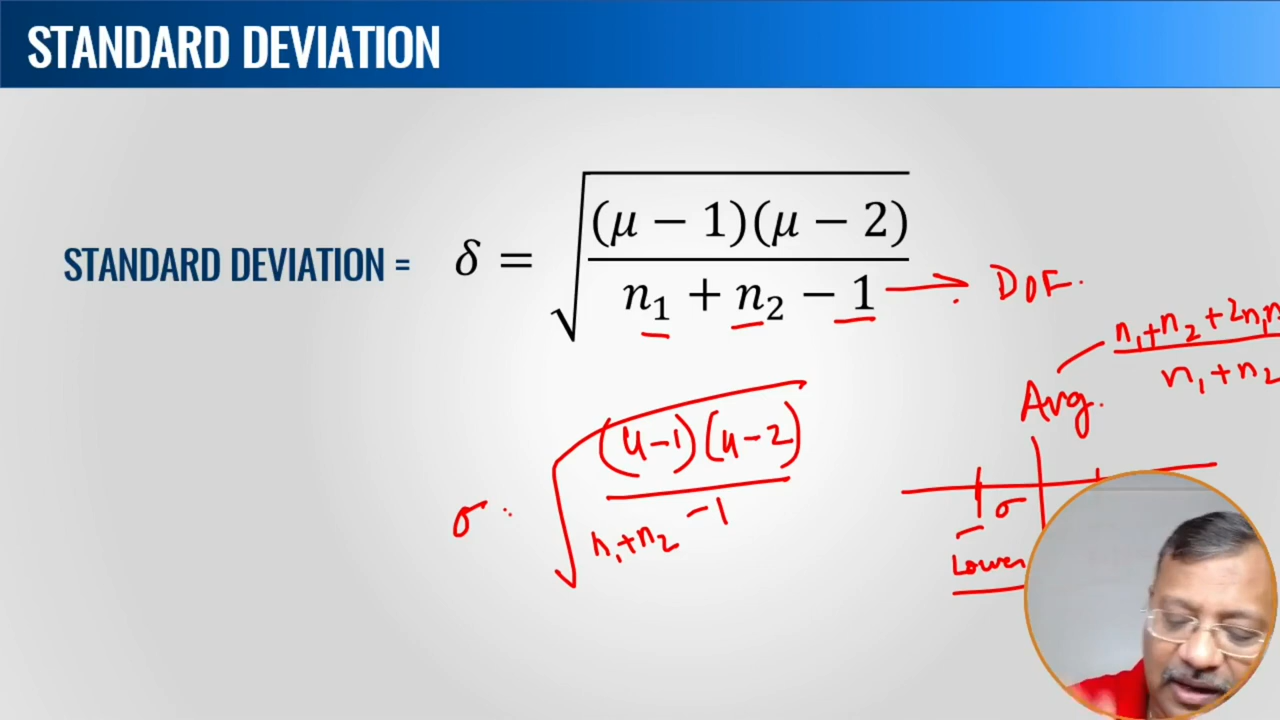 STANDARD DEVIATION
STANDARD DEVIATION = δ = √((μ − 1)(μ − 2) / (n₁ + n₂ − 1))
→ DOF.
n₁+n₂+2n₁n
n₁+n₂
Avg.
σ : √((μ−1)(μ−2) / (n₁+n₂ −1))
σ
Lower